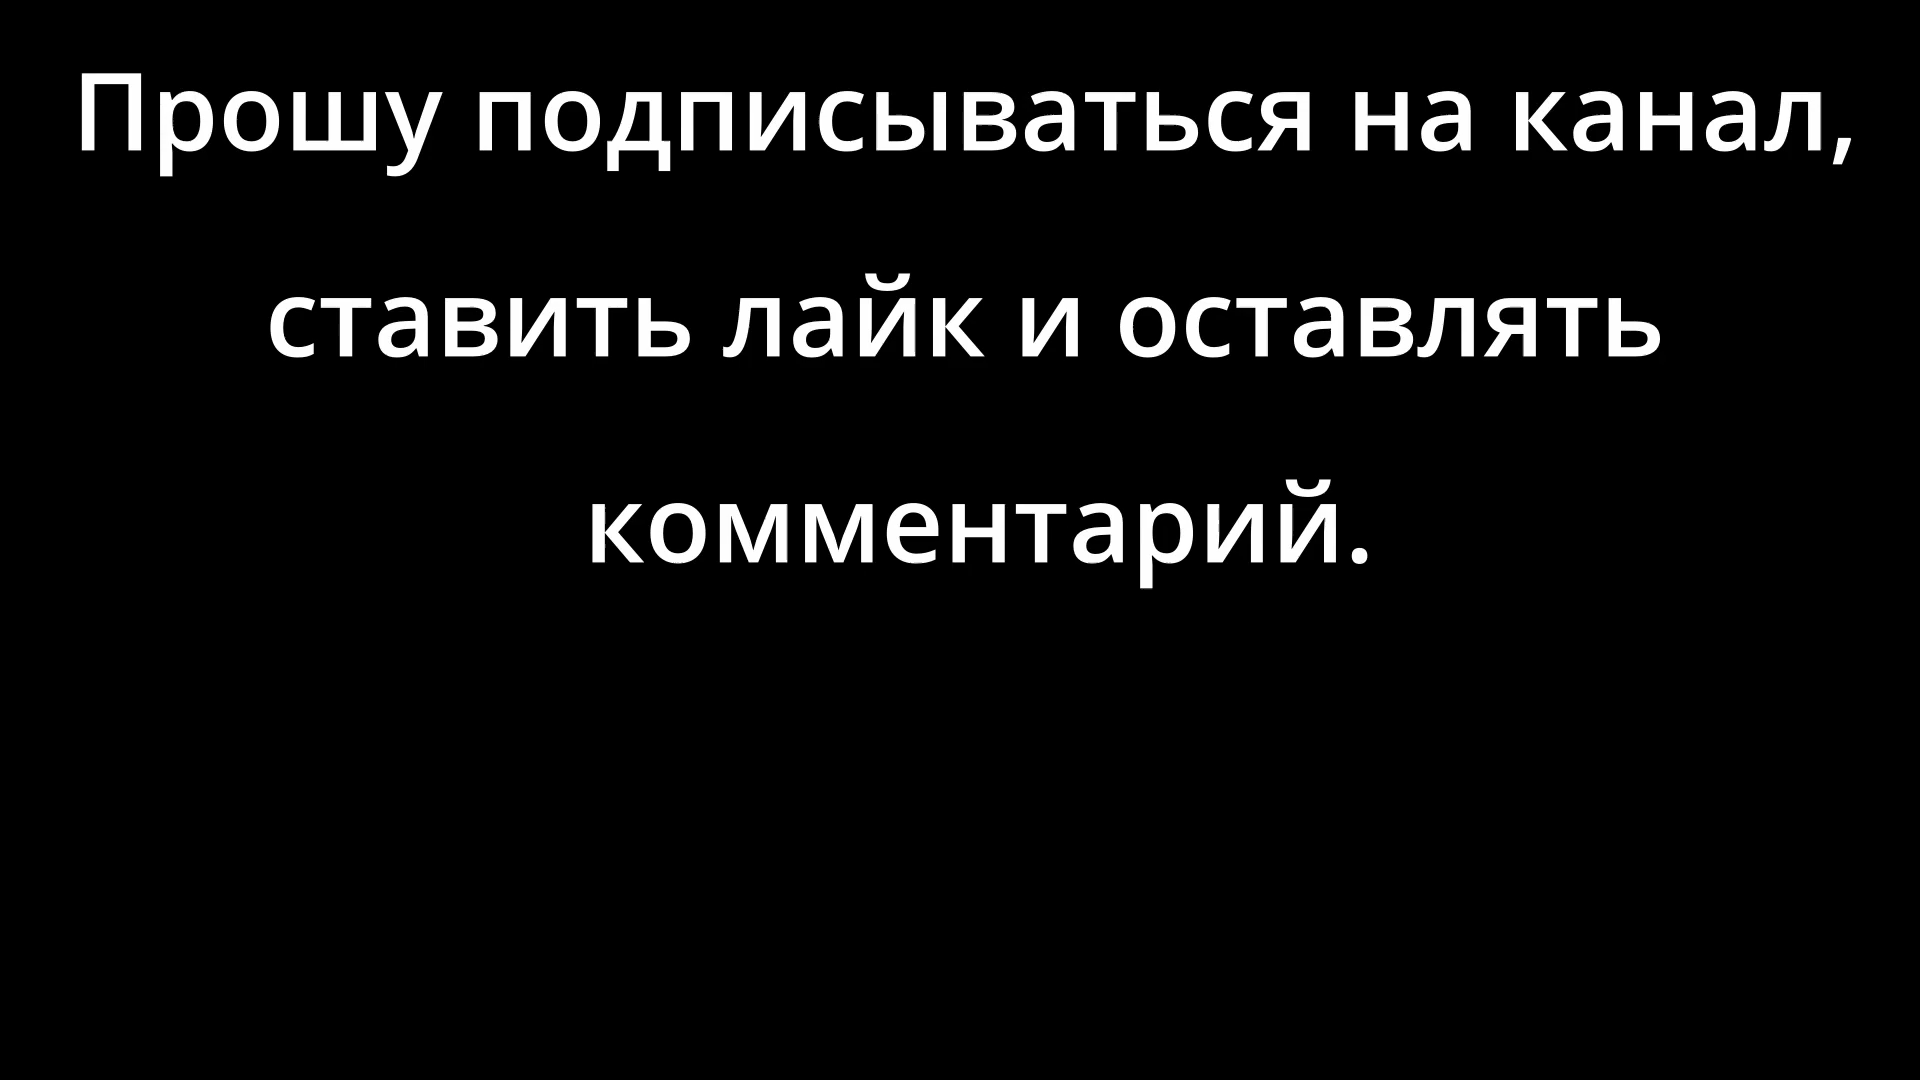 Прошу подписываться на канал,
ставить лайк и оставлять
комментарий.